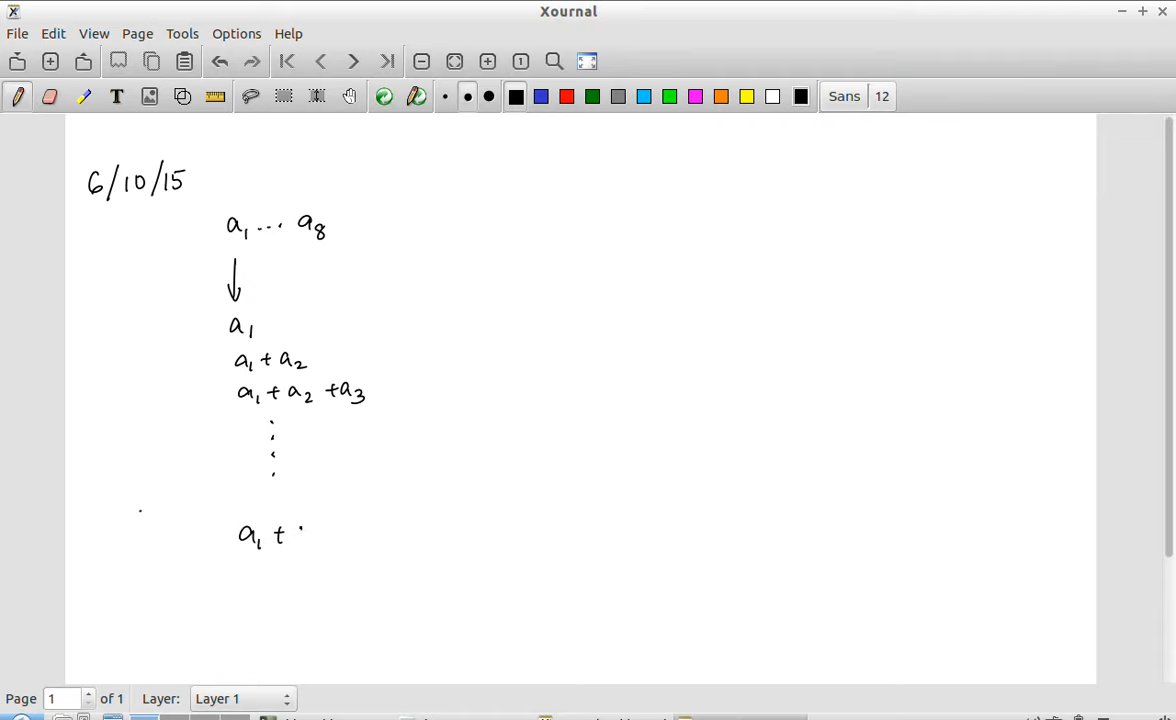 Xournal
File Edit View Page Tools Options Help
Sans 12
6/10/15
a₁ ... a₈
↓
a₁
a₁ + a₂
a₁ + a₂ + a₃
⋮
a₁ + .
Page 1 of 1 Layer: Layer 1